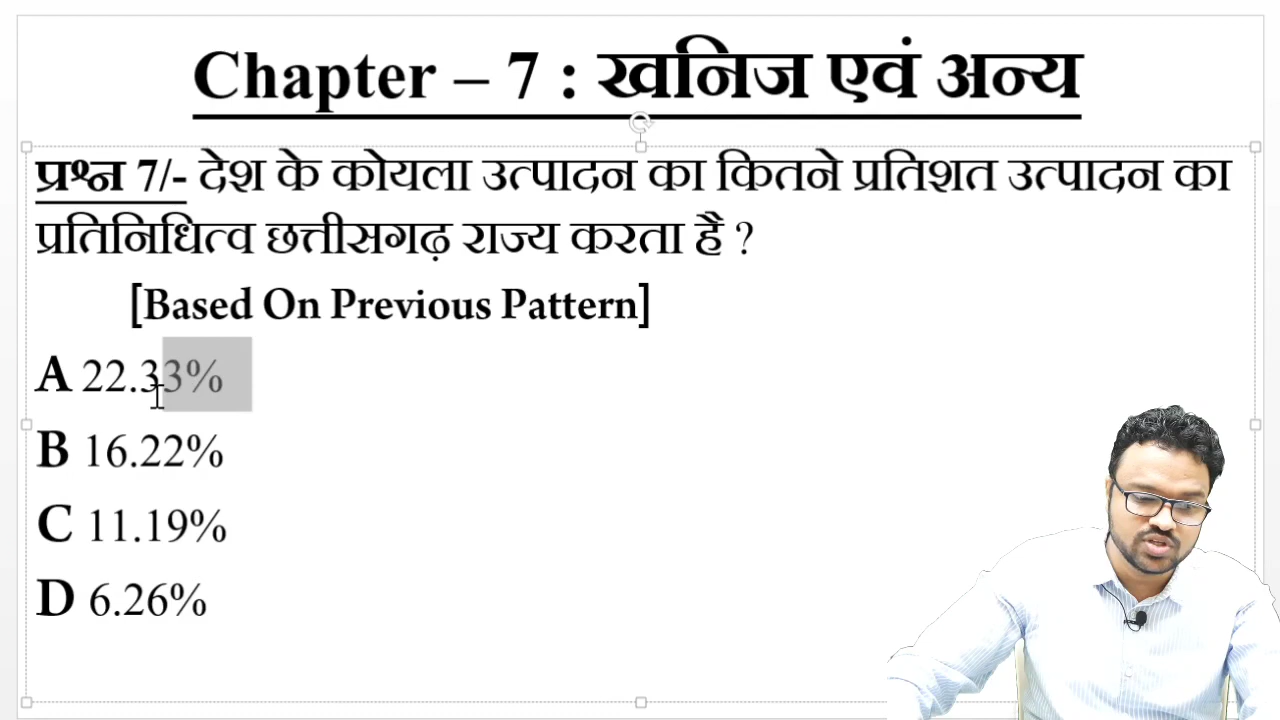 Chapter – 7 : खनिज एवं अन्य
प्रश्न 7/- देश के कोयला उत्पादन का कितने प्रतिशत उत्पादन का
प्रतिनिधित्व छत्तीसगढ़ राज्य करता है ?
[Based On Previous Pattern]
A 22.33%
B 16.22%
C 11.19%
D 6.26%